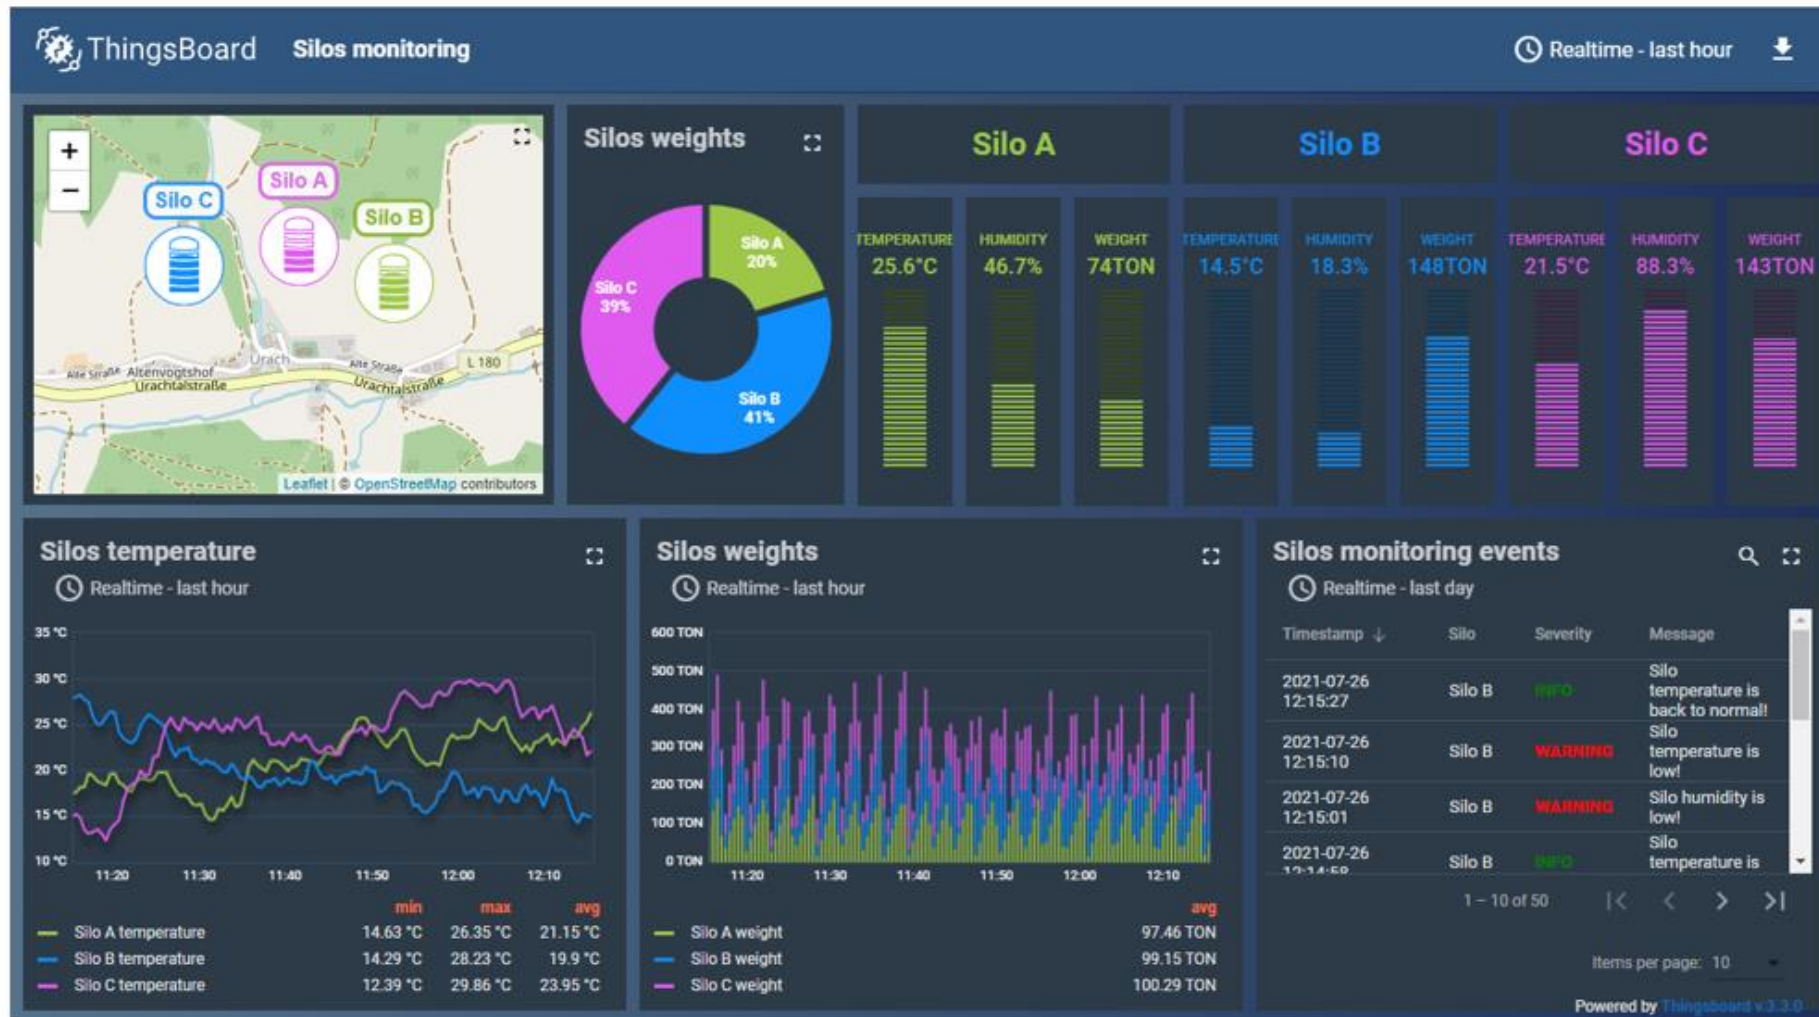 ThingsBoard Silos monitoring Realtime - last hour
+
−
Silo C
Silo A
Silo B
Urach
Alte Straße
Altenvogtshof
Urachtalstraße
Alte Straße
Urachtalstraße
L 180
Leaflet | © OpenStreetMap contributors
Silos weights
Silo A
20%
Silo C
39%
Silo B
41%
Silo A
TEMPERATURE HUMIDITY WEIGHT
25.6°C 46.7% 74TON
Silo B
TEMPERATURE HUMIDITY WEIGHT
14.5°C 18.3% 148TON
Silo C
TEMPERATURE HUMIDITY WEIGHT
21.5°C 88.3% 143TON
Silos temperature
Realtime - last hour
35 °C
30 °C
25 °C
20 °C
15 °C
10 °C
11:20 11:30 11:40 11:50 12:00 12:10
min max avg
Silo A temperature 14.63 °C 26.35 °C 21.15 °C
Silo B temperature 14.29 °C 28.23 °C 19.9 °C
Silo C temperature 12.39 °C 29.86 °C 23.95 °C
Silos weights
Realtime - last hour
600 TON
500 TON
400 TON
300 TON
200 TON
100 TON
0 TON
11:20 11:30 11:40 11:50 12:00 12:10
avg
Silo A weight 97.46 TON
Silo B weight 99.15 TON
Silo C weight 100.29 TON
Silos monitoring events
Realtime - last day
Timestamp ↓ Silo Severity Message
2021-07-26
12:15:27
Silo B INFO
Silo
temperature is
back to normal!
2021-07-26
12:15:10
Silo B WARNING
Silo
temperature is
low!
2021-07-26
12:15:01
Silo B WARNING
Silo humidity is
low!
2021-07-26
12:14:58
Silo B INFO
Silo
temperature is
1 – 10 of 50
Items per page: 10
Powered by Thingsboard v.3.3.0